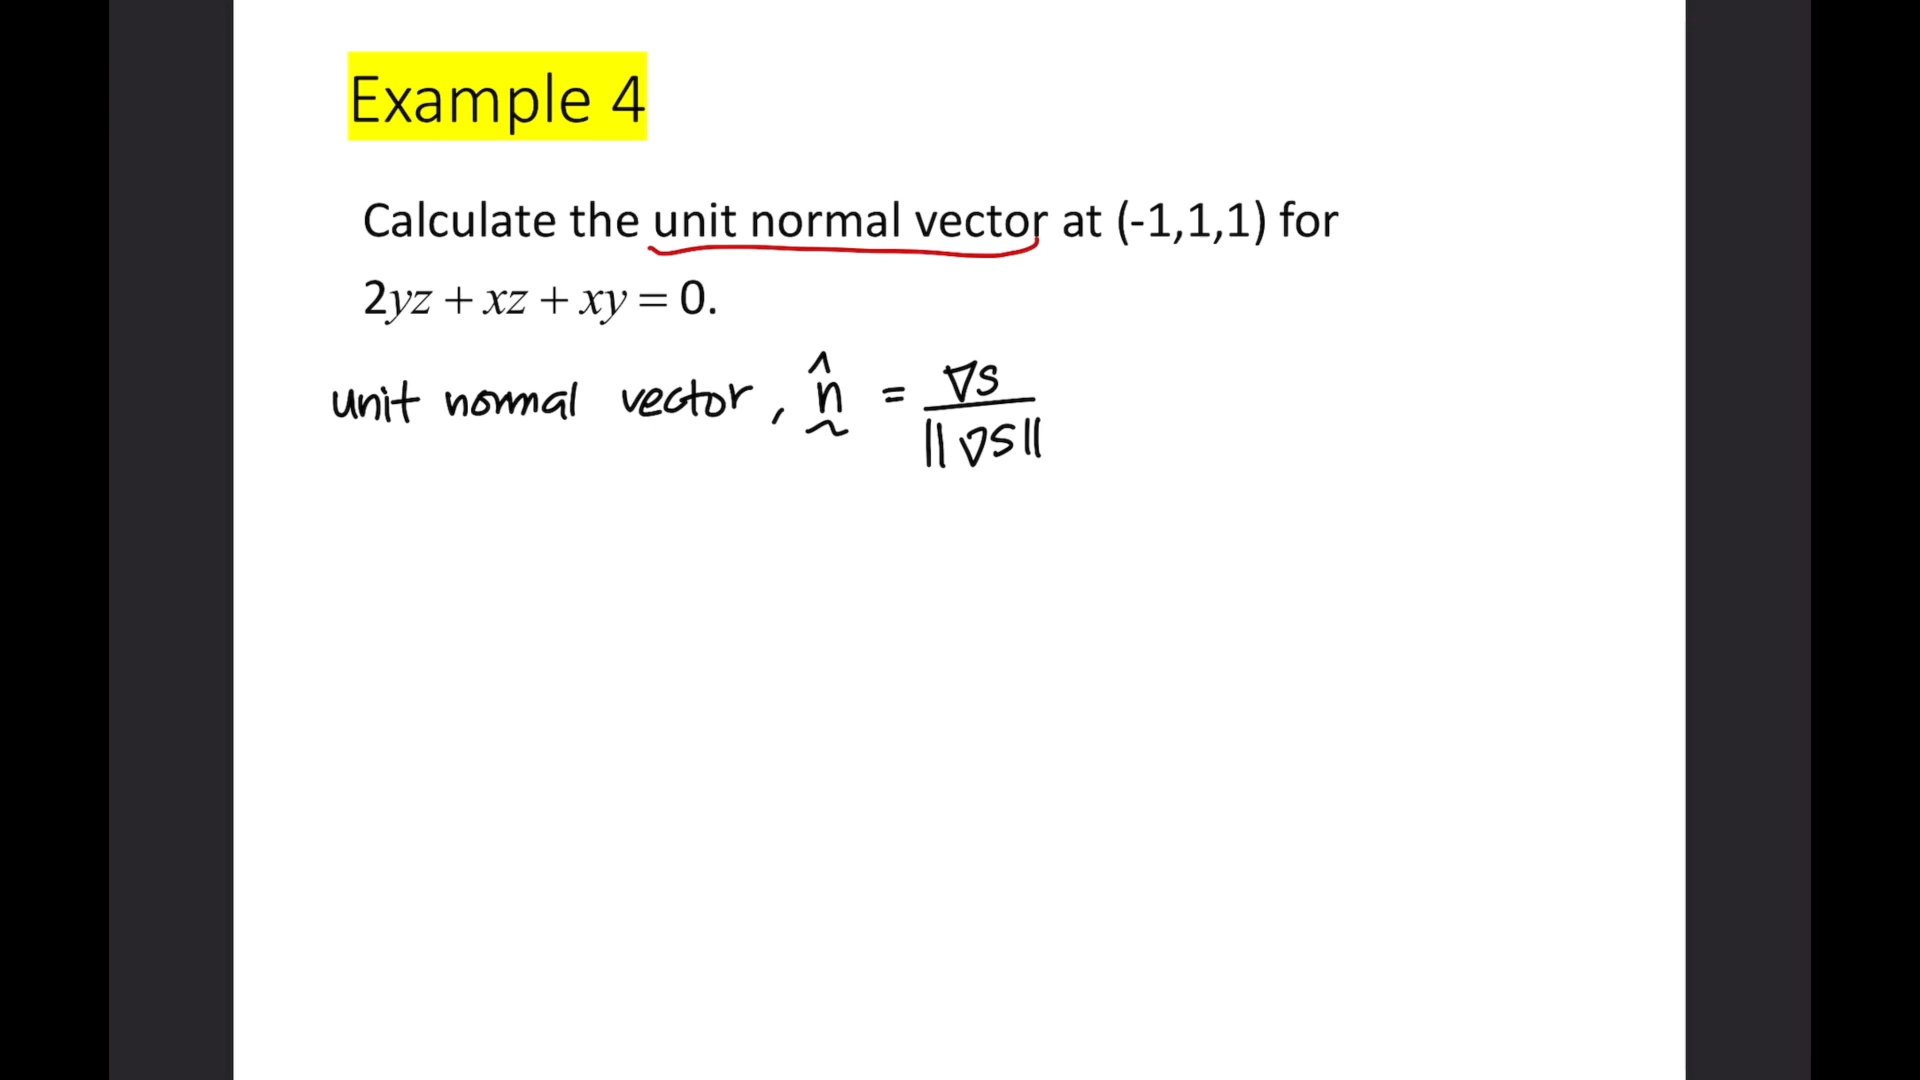 Example 4
Calculate the unit normal vector at (-1,1,1) for
2yz + xz + xy = 0.
unit normal vector, n̰̂ = ∇S / ||∇S||